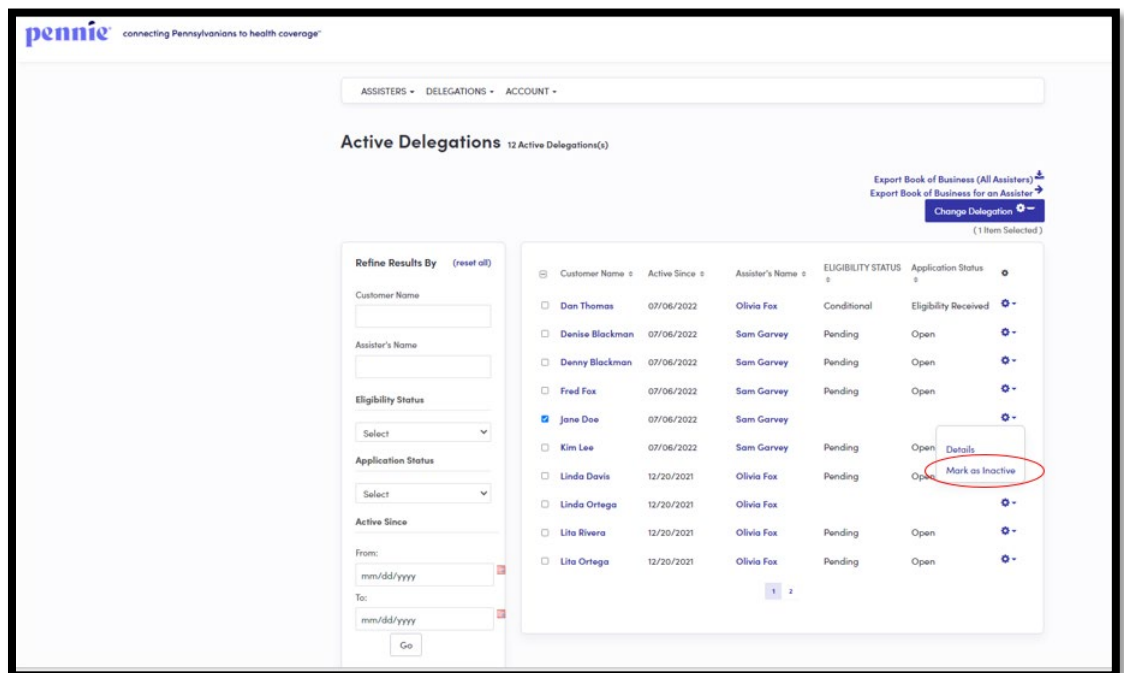 pennie connecting Pennsylvanians to health coverage™
ASSISTERS DELEGATIONS ACCOUNT
Active Delegations 12 Active Delegations(s)
Export Book of Business (All Assisters)
Export Book of Business for an Assister
Change Delegation
(1 Item Selected)
Refine Results By (reset all)
Customer Name
Assister's Name
Eligibility Status
Select
Application Status
Select
Active Since
From:
mm/dd/yyyy
To:
mm/dd/yyyy
Go
Customer Name Active Since Assister's Name ELIGIBILITY STATUS Application Status
Dan Thomas 07/06/2022 Olivia Fox Conditional Eligibility Received
Denise Blackman 07/06/2022 Sam Garvey Pending Open
Denny Blackman 07/06/2022 Sam Garvey Pending Open
Fred Fox 07/06/2022 Sam Garvey Pending Open
Jane Doe 07/06/2022 Sam Garvey
Kim Lee 07/06/2022 Sam Garvey Pending Open
Details
Mark as Inactive
Linda Davis 12/20/2021 Olivia Fox Pending Open
Linda Ortega 12/20/2021 Olivia Fox
Lita Rivera 12/20/2021 Olivia Fox Pending Open
Lita Ortega 12/20/2021 Olivia Fox Pending Open
1 2